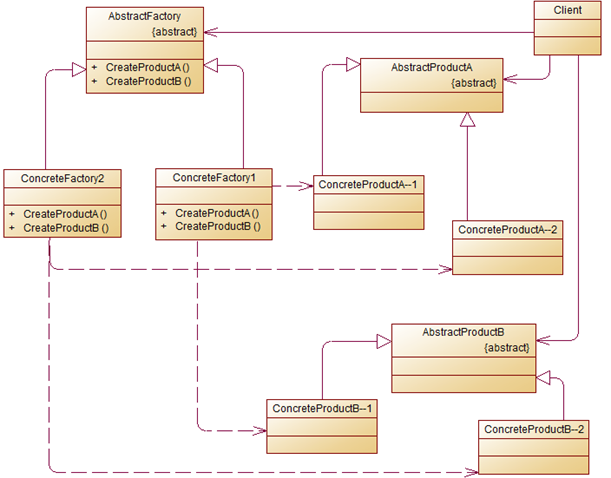 AbstractFactory
{abstract}
+ CreateProductA()
+ CreateProductB ()
Client
AbstractProductA
{abstract}
ConcreteFactory2
+ CreateProductA()
+ CreateProductB ()
ConcreteFactory1
+ CreateProductA()
+ CreateProductB ()
ConcreteProductA--1
ConcreteProductA--2
AbstractProductB
{abstract}
ConcreteProductB--1
ConcreteProductB--2